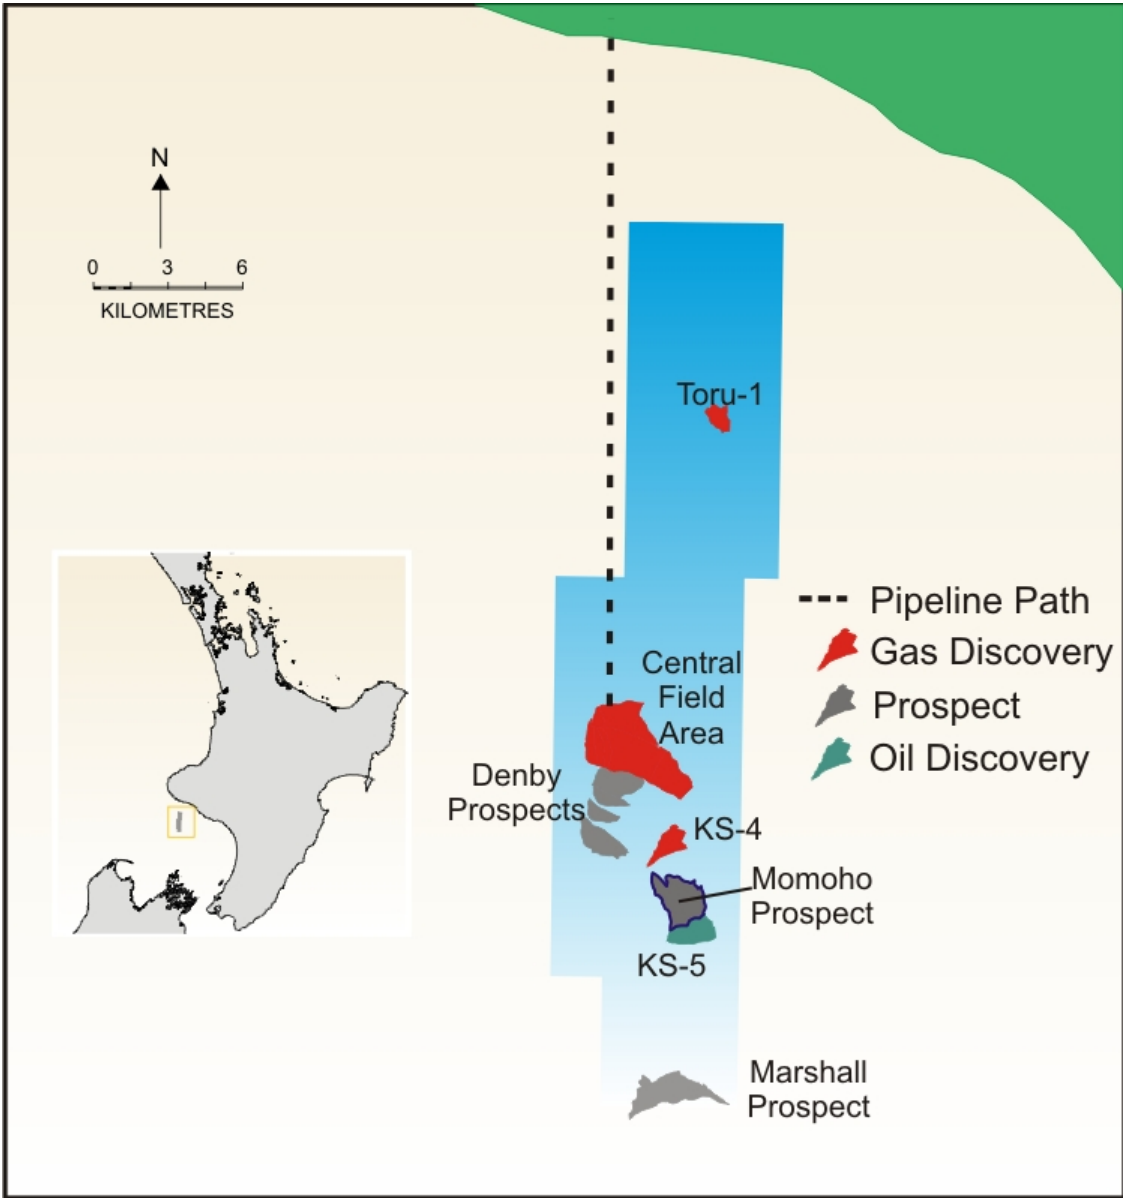 N
0 3 6
KILOMETRES
Toru-1
Central
Field
Area
Denby
Prospects
KS-4
Momoho
Prospect
KS-5
Marshall
Prospect
Pipeline Path
Gas Discovery
Prospect
Oil Discovery